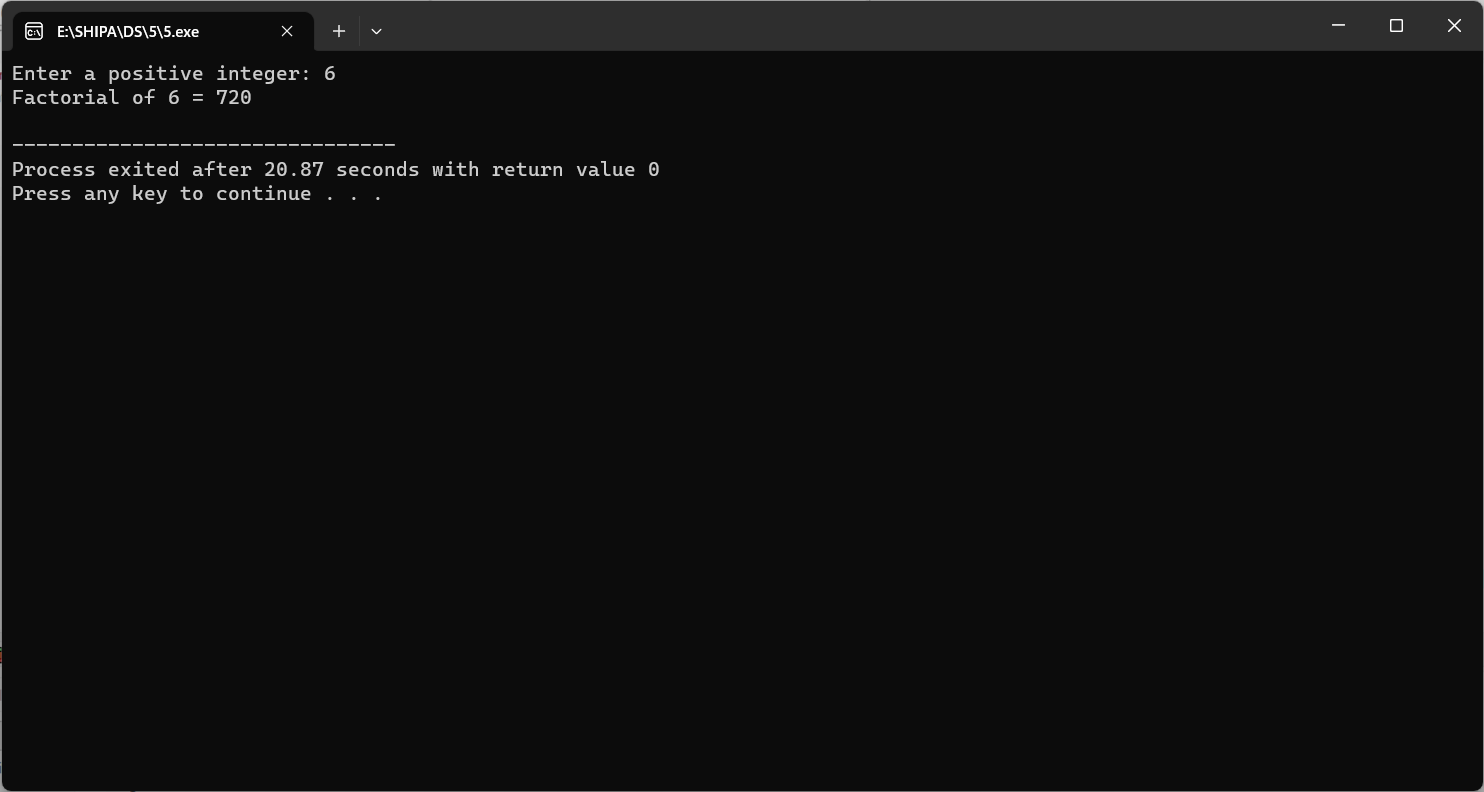 E:\SHIPA\DS\5\5.exe
Enter a positive integer: 6
Factorial of 6 = 720
--------------------------------
Process exited after 20.87 seconds with return value 0
Press any key to continue . . .